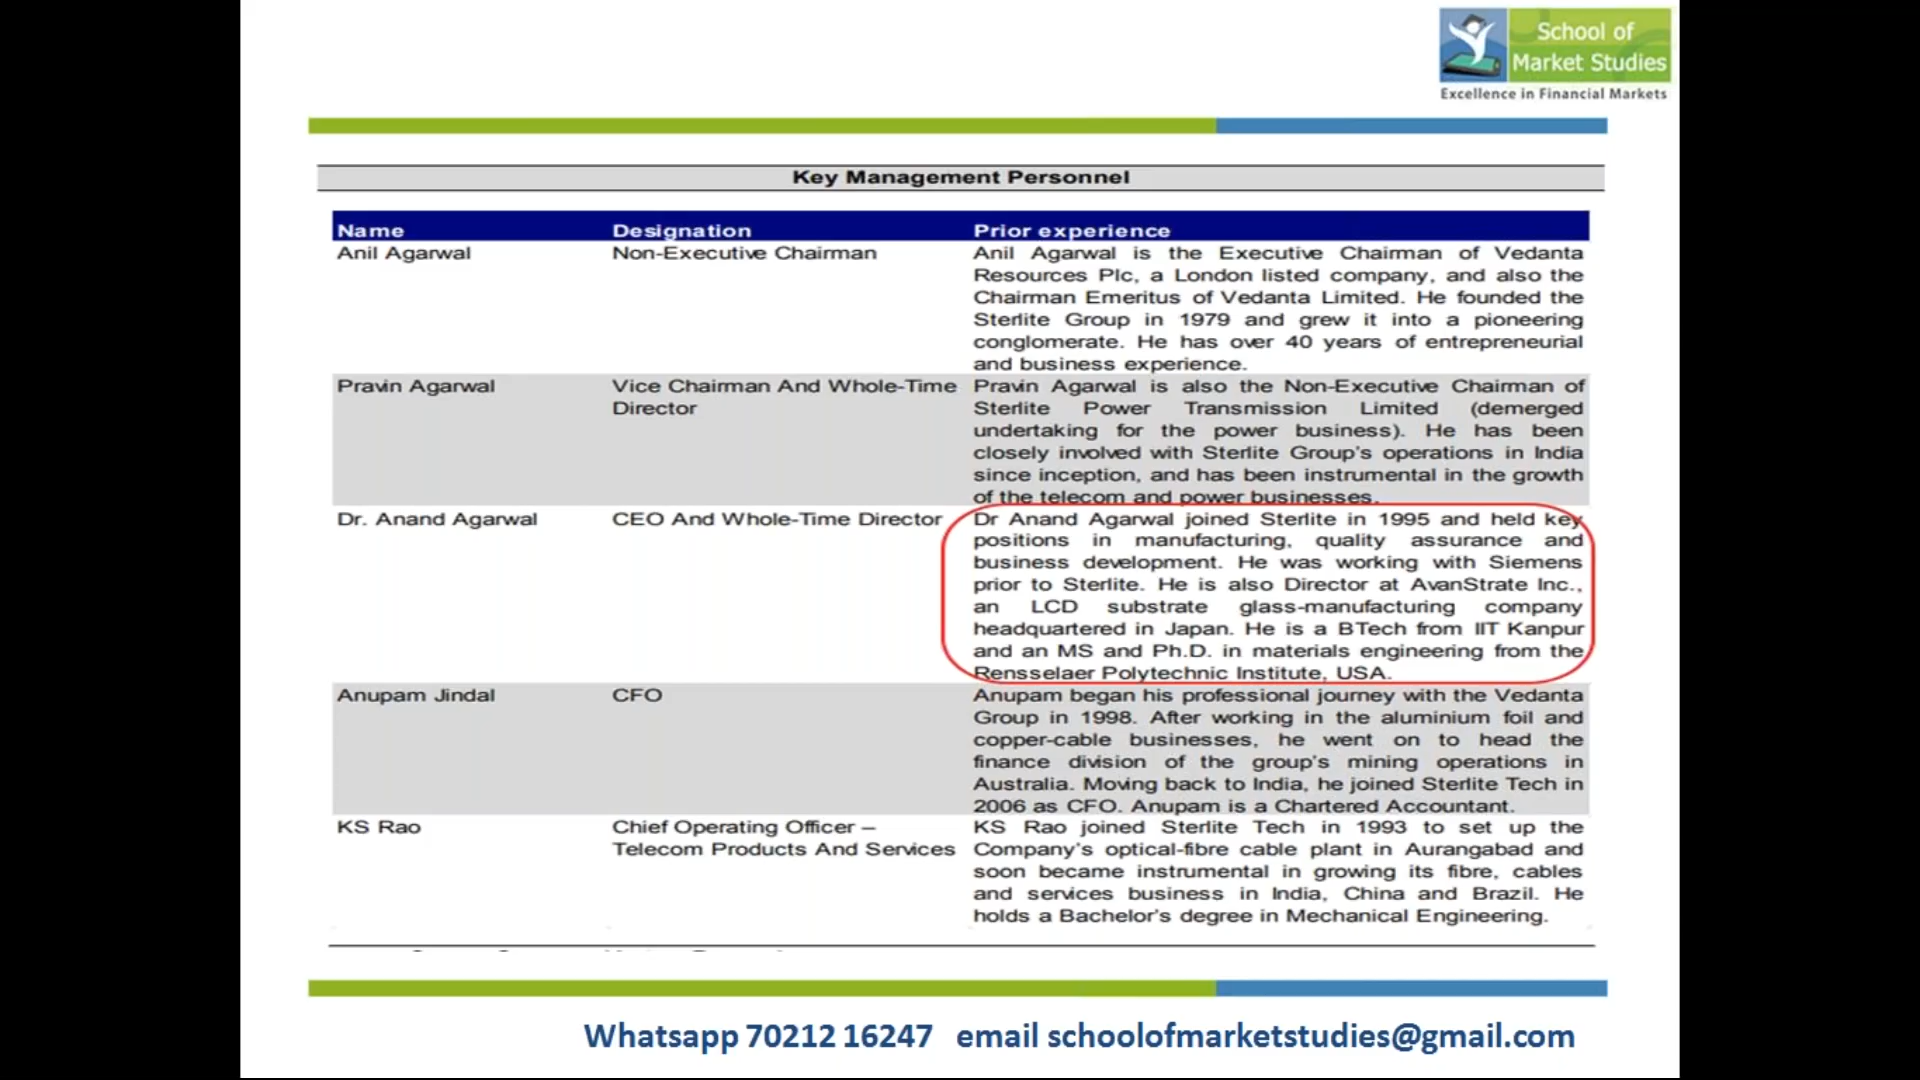 School of
Market Studies
Excellence in Financial Markets
Key Management Personnel
Name Designation Prior experience
Anil Agarwal Non-Executive Chairman Anil Agarwal is the Executive Chairman of Vedanta
Resources Plc, a London listed company, and also the
Chairman Emeritus of Vedanta Limited. He founded the
Sterlite Group in 1979 and grew it into a pioneering
conglomerate. He has over 40 years of entrepreneurial
and business experience.
Pravin Agarwal Vice Chairman And Whole-Time Pravin Agarwal is also the Non-Executive Chairman of
Director Sterlite Power Transmission Limited (demerged
undertaking for the power business). He has been
closely involved with Sterlite Group's operations in India
since inception, and has been instrumental in the growth
of the telecom and power businesses.
Dr. Anand Agarwal CEO And Whole-Time Director Dr Anand Agarwal joined Sterlite in 1995 and held key
positions in manufacturing, quality assurance and
business development. He was working with Siemens
prior to Sterlite. He is also Director at AvanStrate Inc.,
an LCD substrate glass-manufacturing company
headquartered in Japan. He is a BTech from IIT Kanpur
and an MS and Ph.D. in materials engineering from the
Rensselaer Polytechnic Institute, USA.
Anupam Jindal CFO Anupam began his professional journey with the Vedanta
Group in 1998. After working in the aluminium foil and
copper-cable businesses, he went on to head the
finance division of the group's mining operations in
Australia. Moving back to India, he joined Sterlite Tech in
2006 as CFO. Anupam is a Chartered Accountant.
KS Rao Chief Operating Officer – KS Rao joined Sterlite Tech in 1993 to set up the
Telecom Products And Services Company's optical-fibre cable plant in Aurangabad and
soon became instrumental in growing its fibre, cables
and services business in India, China and Brazil. He
holds a Bachelor's degree in Mechanical Engineering.
Whatsapp 70212 16247 email schoolofmarketstudies@gmail.com